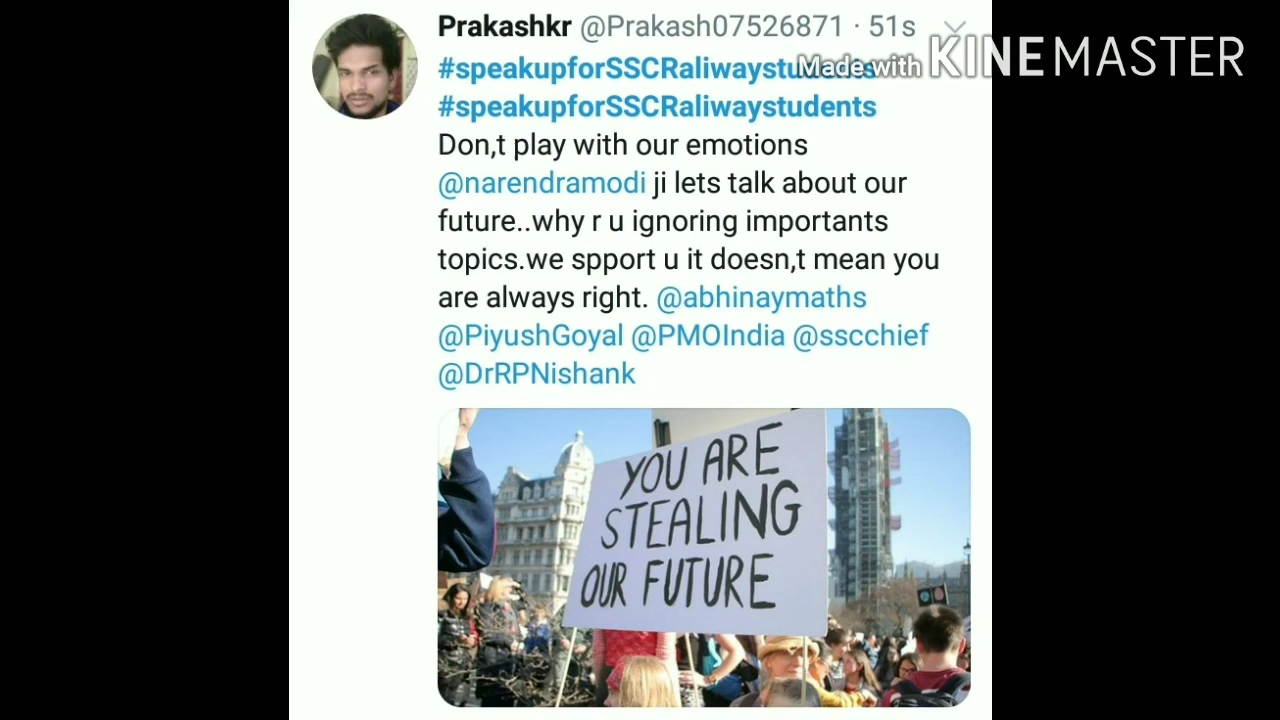 Prakashkr @Prakash07526871 · 51s
Made with KINEMASTER
#speakupforSSCRaliwaystudents
#speakupforSSCRaliwaystudents
Don,t play with our emotions
@narendramodi ji lets talk about our
future..why r u ignoring importants
topics.we spport u it doesn,t mean you
are always right. @abhinaymaths
@PiyushGoyal @PMOIndia @sscchief
@DrRPNishank
YOU ARE
STEALING
OUR FUTURE